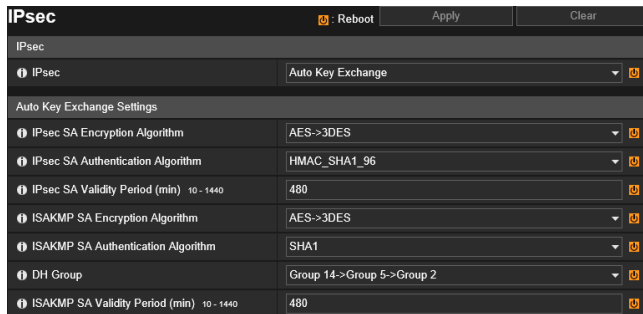 IPsec : Reboot Apply Clear
IPsec
IPsec Auto Key Exchange
Auto Key Exchange Settings
IPsec SA Encryption Algorithm AES->3DES
IPsec SA Authentication Algorithm HMAC_SHA1_96
IPsec SA Validity Period (min) 10 - 1440 480
ISAKMP SA Encryption Algorithm AES->3DES
ISAKMP SA Authentication Algorithm SHA1
DH Group Group 14->Group 5->Group 2
ISAKMP SA Validity Period (min) 10 - 1440 480